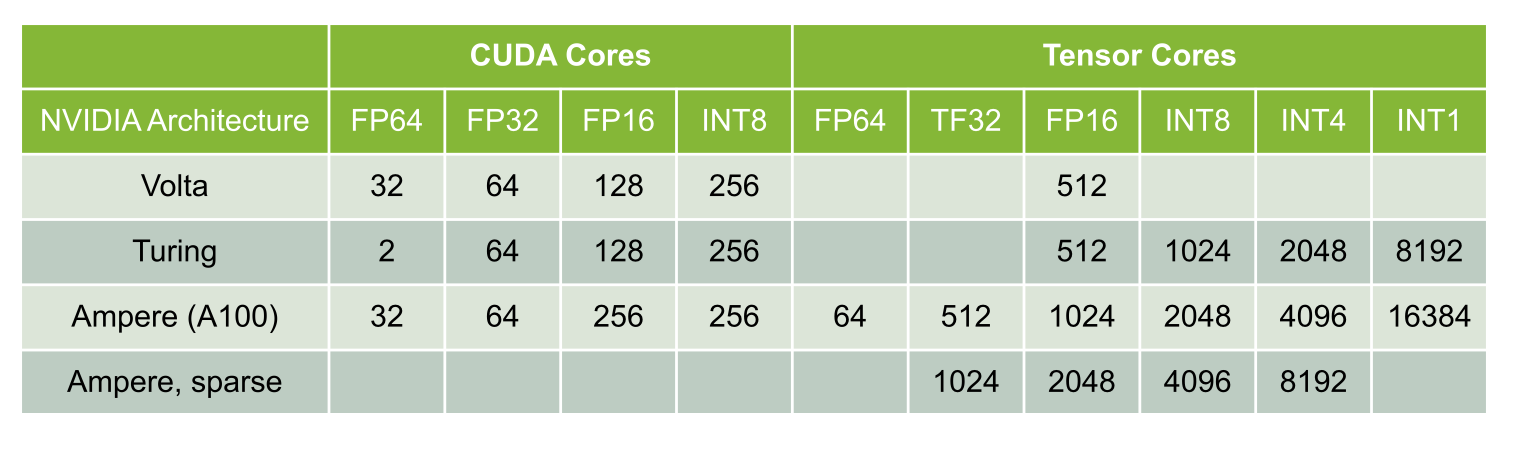 CUDA Cores Tensor Cores
NVIDIA Architecture FP64 FP32 FP16 INT8 FP64 TF32 FP16 INT8 INT4 INT1
Volta 32 64 128 256 512
Turing 2 64 128 256 512 1024 2048 8192
Ampere (A100) 32 64 256 256 64 512 1024 2048 4096 16384
Ampere, sparse 1024 2048 4096 8192